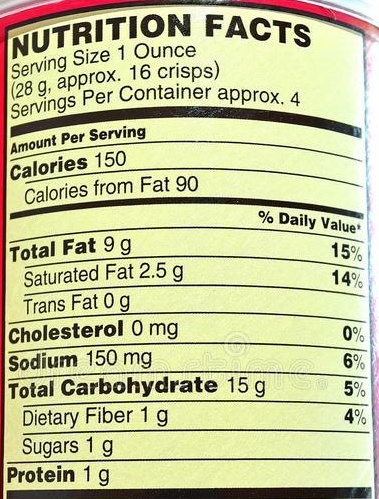 NUTRITION FACTS
Serving Size 1 Ounce
(28 g, approx. 16 crisps)
Servings Per Container approx. 4
Amount Per Serving
Calories 150
Calories from Fat 90
% Daily Value*
Total Fat 9 g 15%
Saturated Fat 2.5 g 14%
Trans Fat 0 g
Cholesterol 0 mg 0%
Sodium 150 mg 6%
Total Carbohydrate 15 g 5%
Dietary Fiber 1 g 4%
Sugars 1 g
Protein 1 g